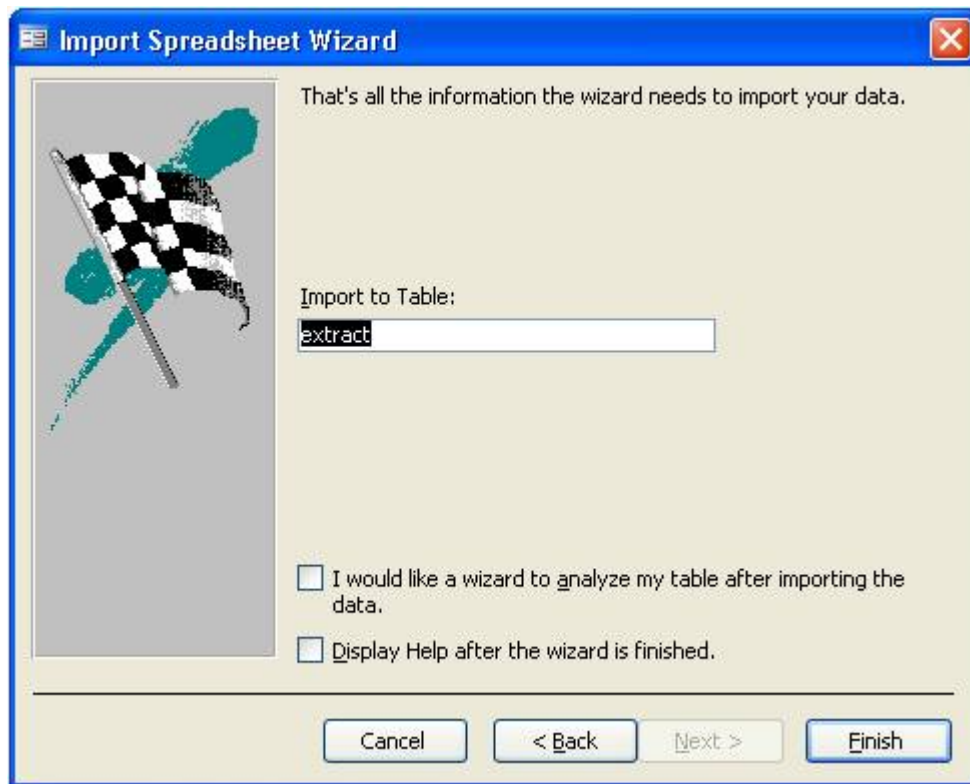 Import Spreadsheet Wizard
That's all the information the wizard needs to import your data.
Import to Table:
extract
I would like a wizard to analyze my table after importing the
data.
Display Help after the wizard is finished.
Cancel
< Back
Next >
Finish